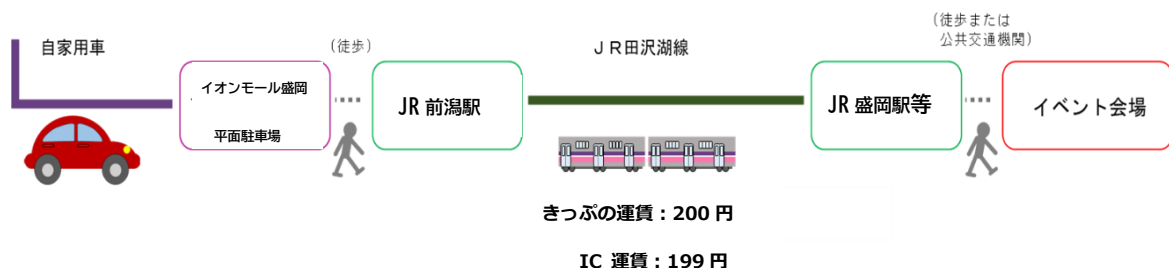 自家用車
イオンモール盛岡
平面駐車場
(徒歩)
JR 前潟駅
ＪＲ田沢湖線
きっぷの運賃：200 円
IC 運賃：199 円
JR 盛岡駅等
(徒歩または
公共交通機関)
イベント会場